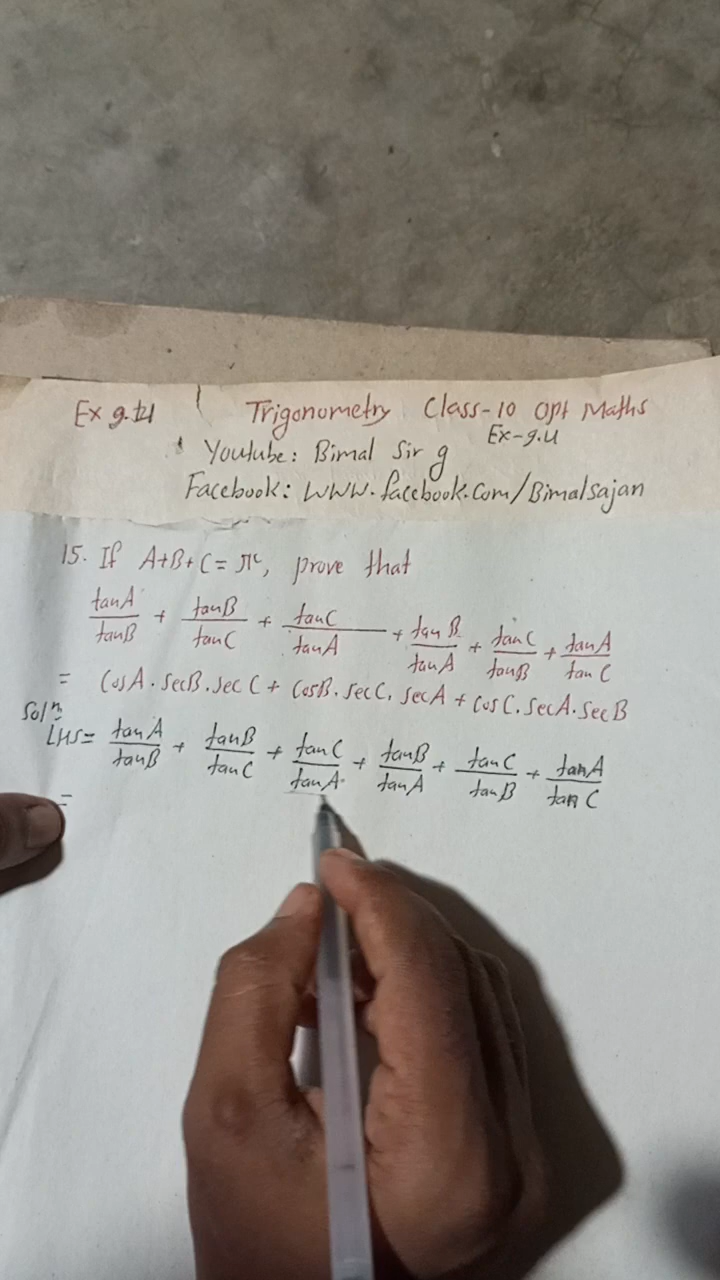 Ex 9.4 Trigonometry Class-10 Opt Maths
Ex-9.4
Youtube: Bimal Sir g
Facebook: WWW.facebook.com/Bimalsajan
15. If A+B+C = πᶜ, prove that
tanA/tanB + tanB/tanC + tanC/tanA + tanB/tanA + tanC/tanB + tanA/tanC
= CosA.SecB.SecC + CosB.SecC.SecA + CosC.SecA.SecB
Solⁿ
LHS = tanA/tanB + tanB/tanC + tanC/tanA + tanB/tanA + tanC/tanB + tanA/tanC
=